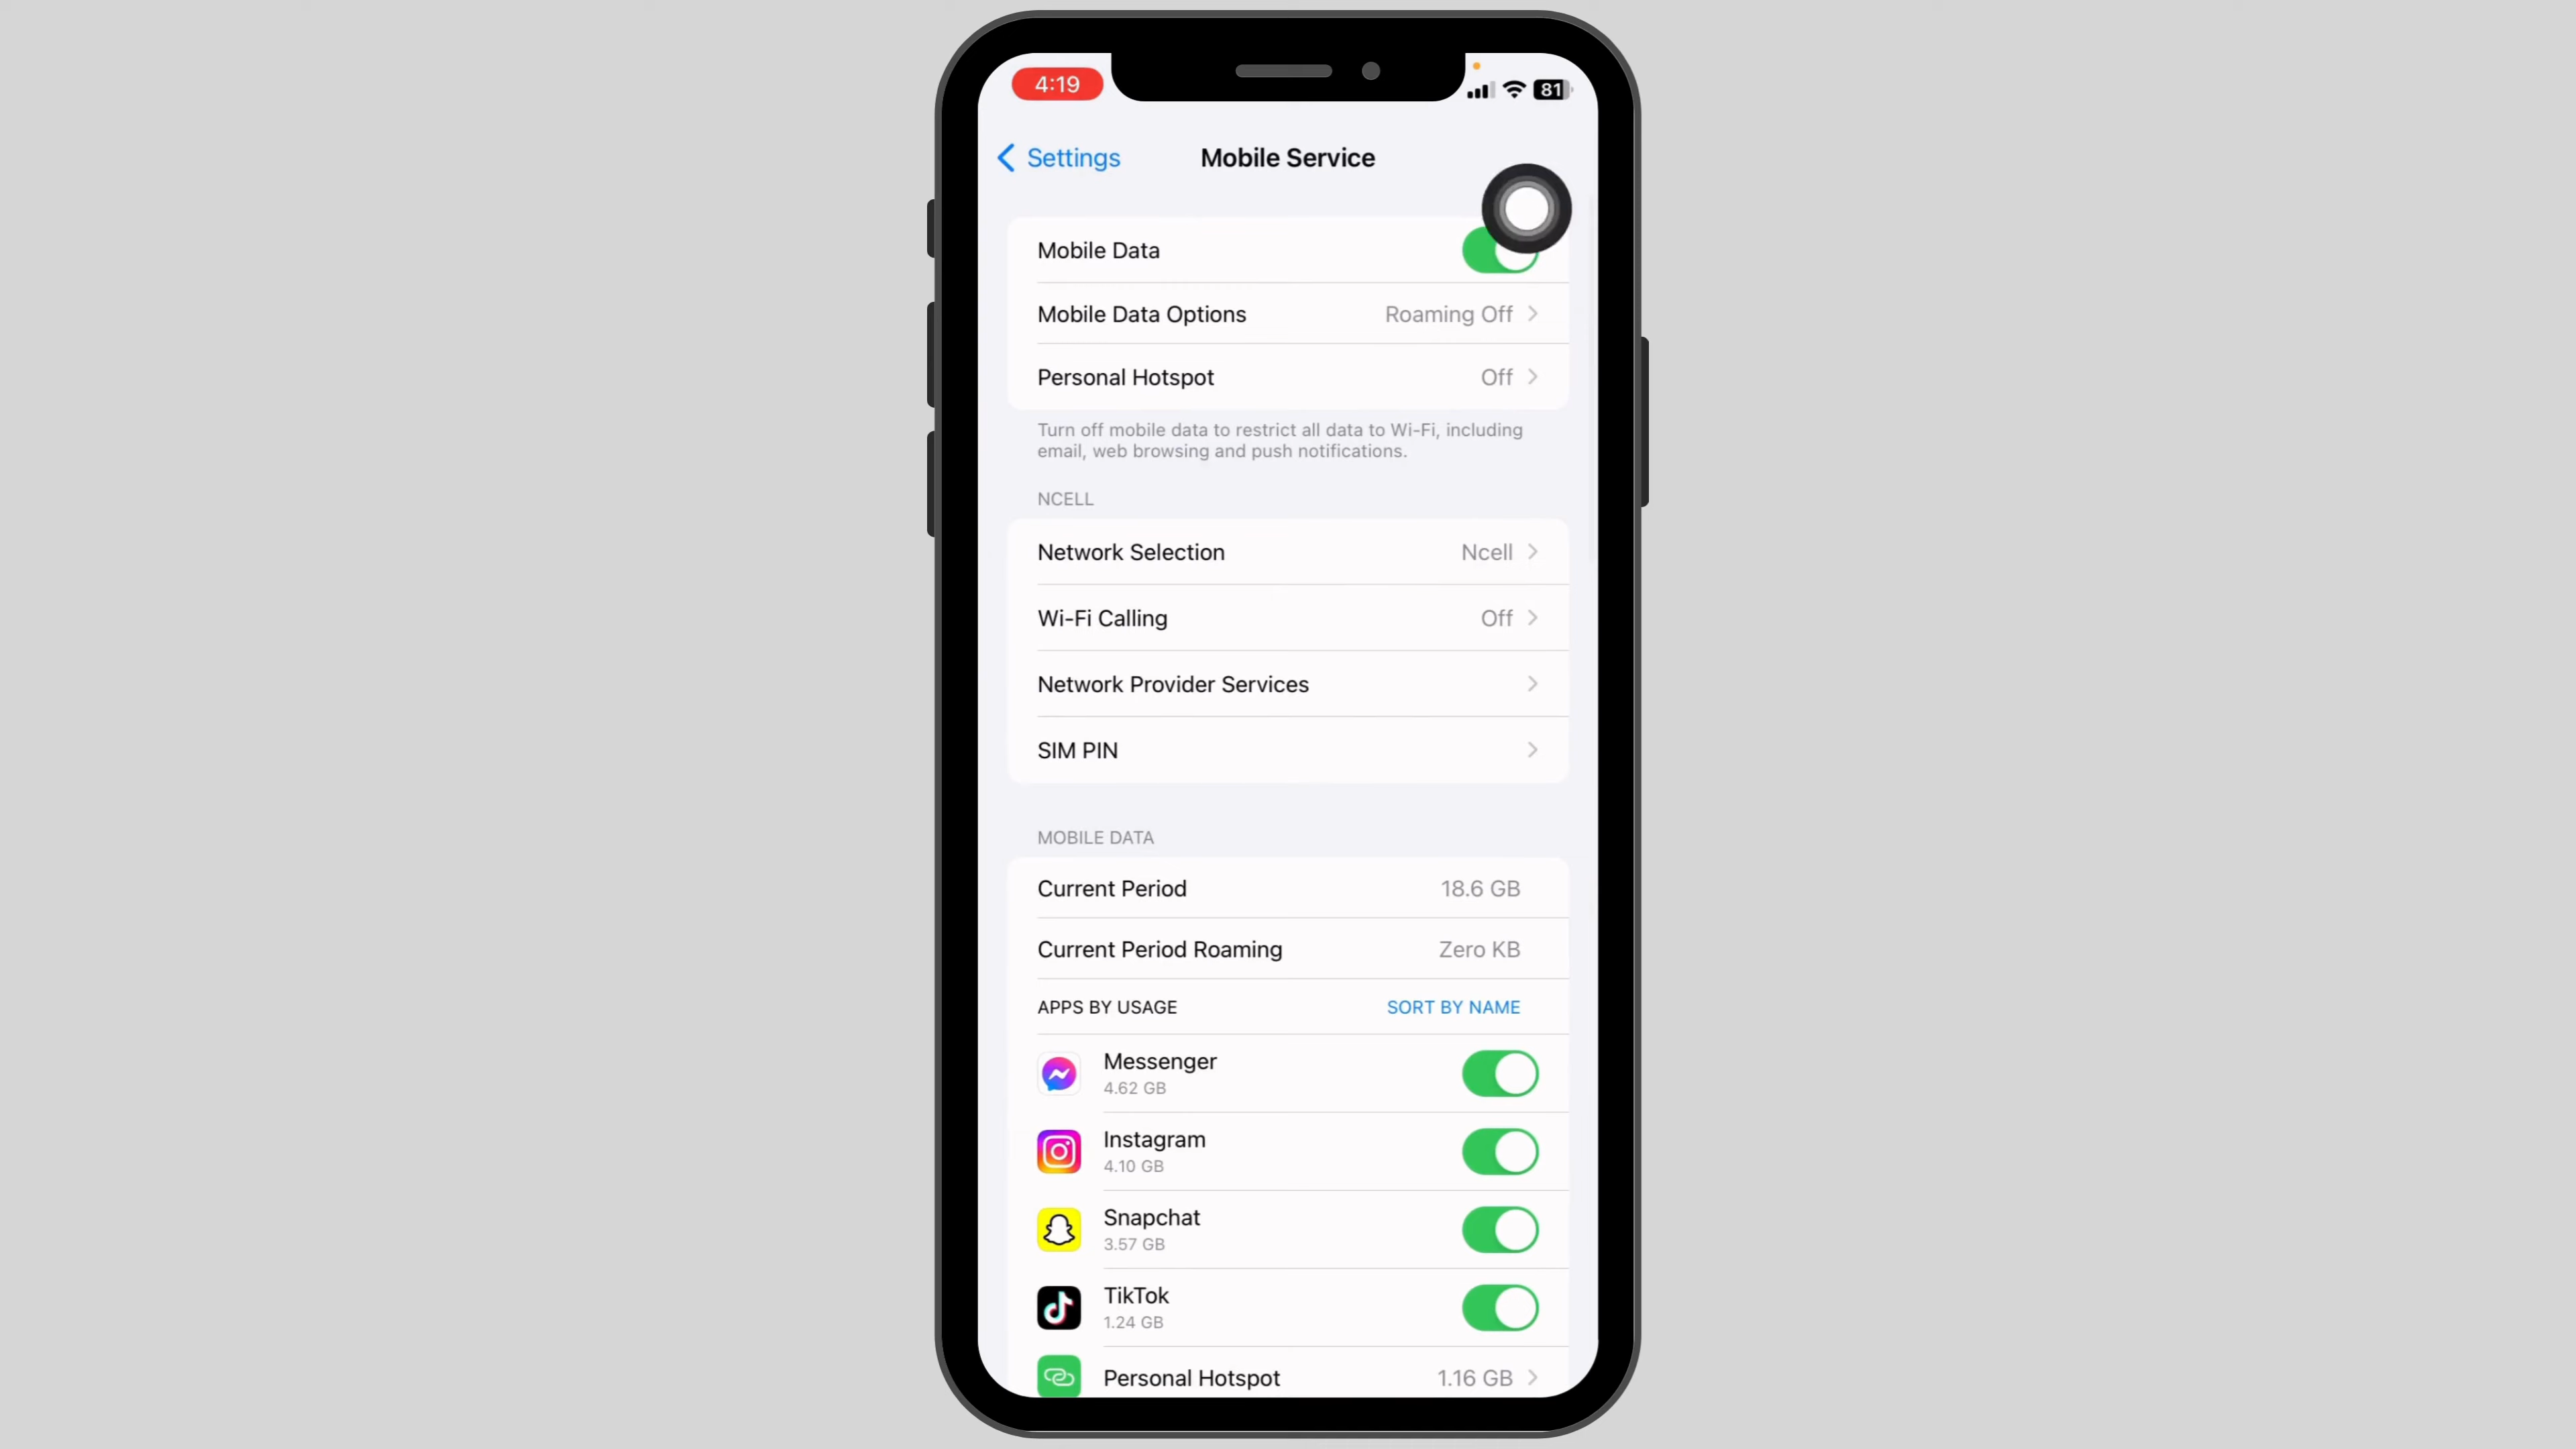 4:19
81
Settings
Mobile Service
Mobile Data
Mobile Data Options Roaming Off
Personal Hotspot Off
Turn off mobile data to restrict all data to Wi-Fi, including
email, web browsing and push notifications.
NCELL
Network Selection Ncell
Wi-Fi Calling Off
Network Provider Services
SIM PIN
MOBILE DATA
Current Period 18.6 GB
Current Period Roaming Zero KB
APPS BY USAGE SORT BY NAME
Messenger
4.62 GB
Instagram
4.10 GB
Snapchat
3.57 GB
TikTok
1.24 GB
Personal Hotspot 1.16 GB